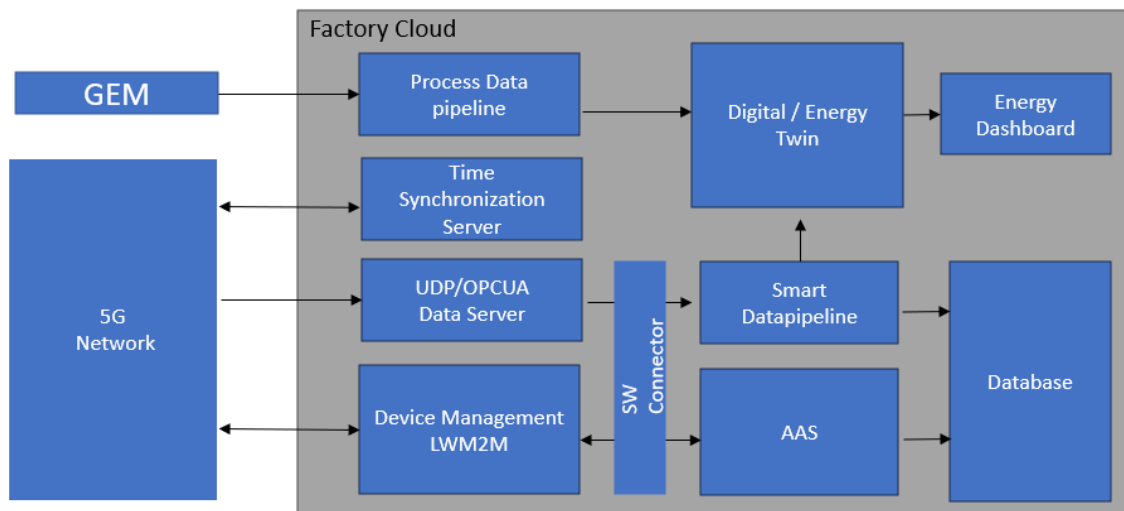 Factory Cloud
GEM
Process Data
pipeline
Digital / Energy
Twin
Energy
Dashboard
Time
Synchronization
Server
5G
Network
UDP/OPCUA
Data Server
SW
Connector
Smart
Datapipeline
Database
Device Management
LWM2M
AAS